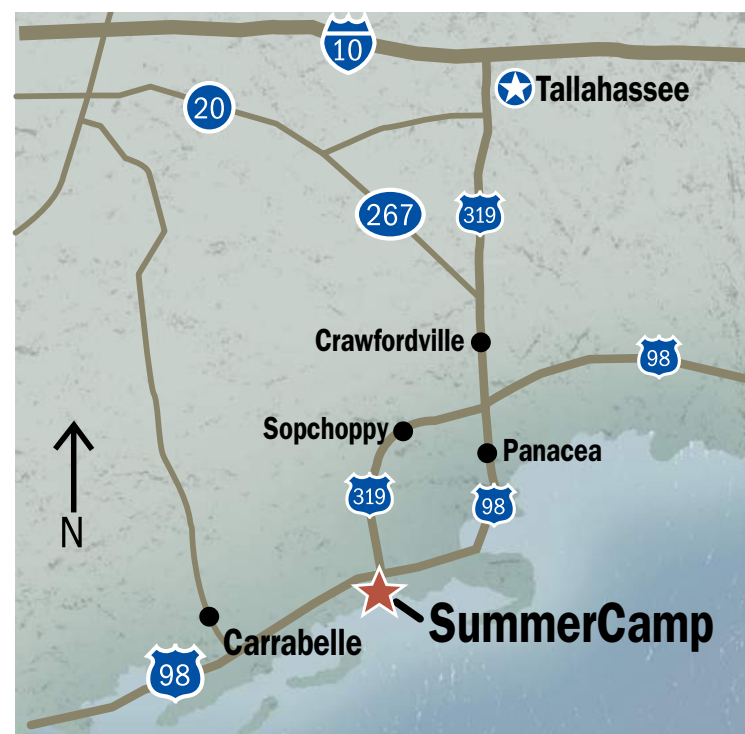 10
Tallahassee
20
267
319
Crawfordville
98
Sopchoppy
Panacea
319
98
N
SummerCamp
Carrabelle
98